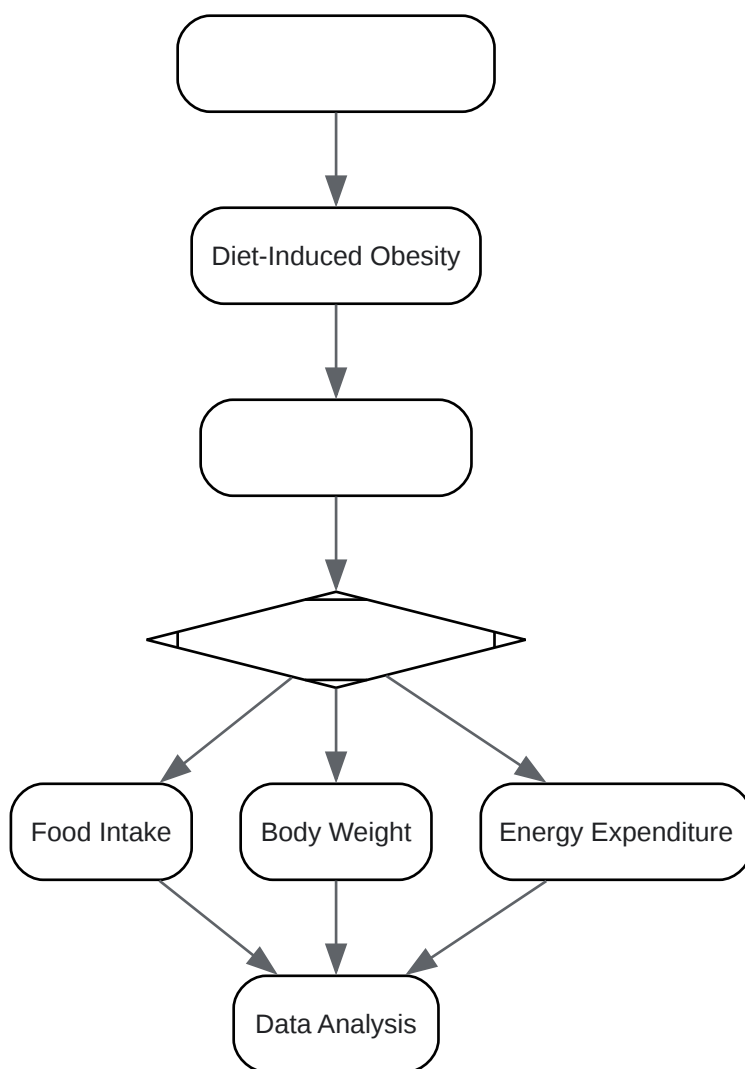 Diet-Induced Obesity
Food Intake
Body Weight
Energy Expenditure
Data Analysis